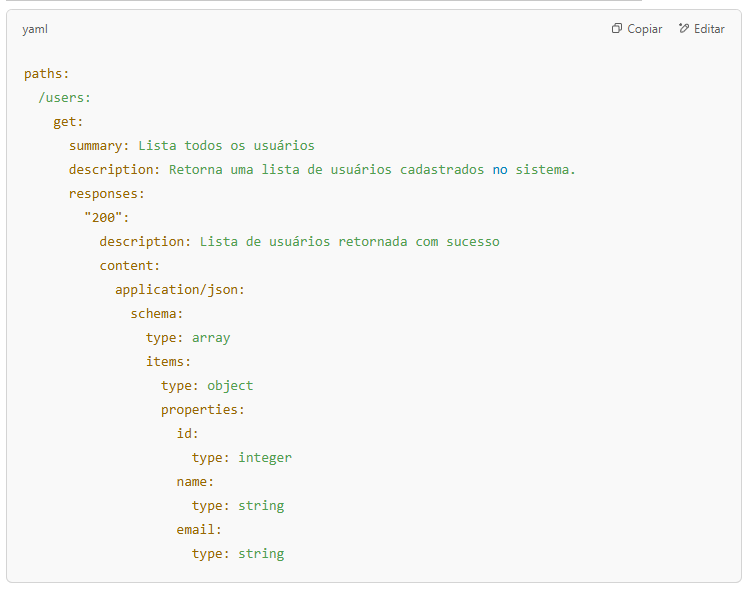 yaml
Copiar
Editar
paths:
  /users:
    get:
      summary: Lista todos os usuários
      description: Retorna uma lista de usuários cadastrados no sistema.
      responses:
        "200":
          description: Lista de usuários retornada com sucesso
          content:
            application/json:
              schema:
                type: array
                items:
                  type: object
                  properties:
                    id:
                      type: integer
                    name:
                      type: string
                    email:
                      type: string